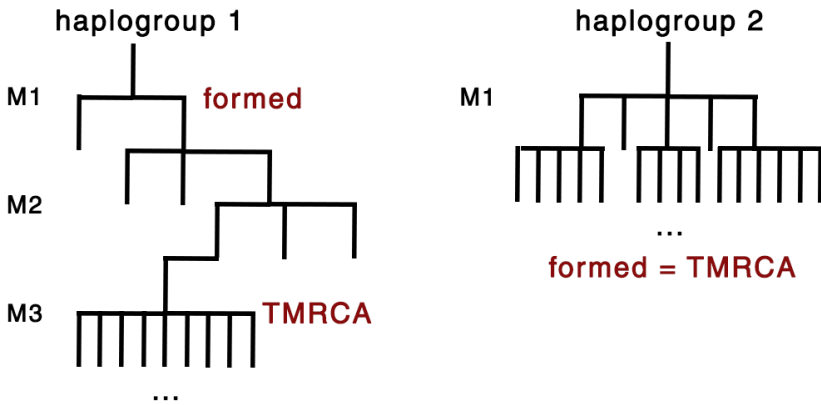 haplogroup 1
M1
formed
M2
M3
TMRCA
...
haplogroup 2
M1
...
formed = TMRCA